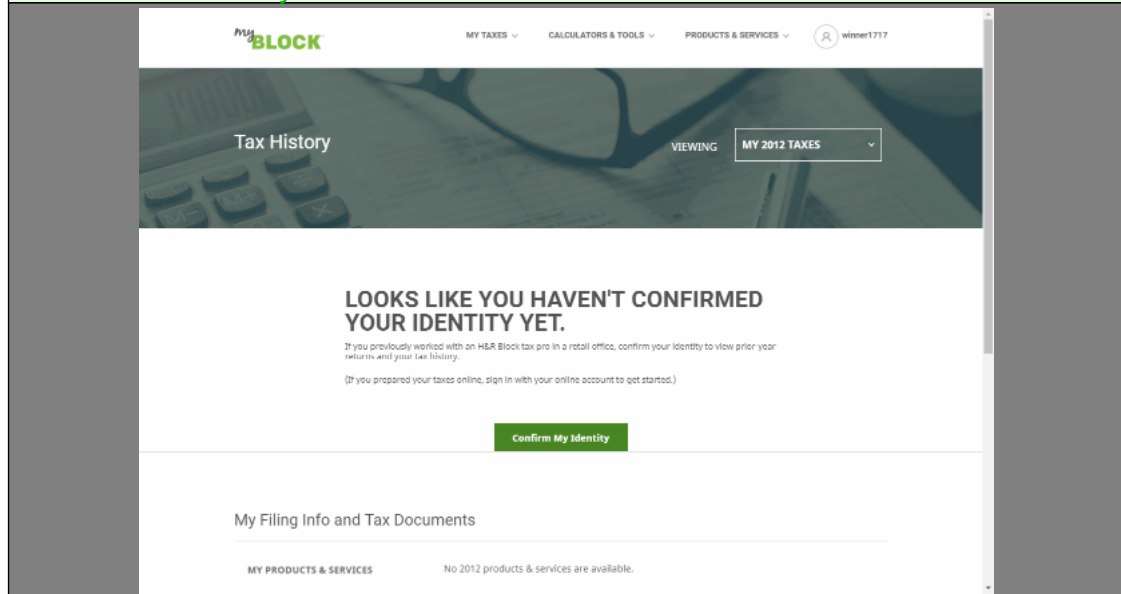 my BLOCK
MY TAXES
CALCULATORS & TOOLS
PRODUCTS & SERVICES
winner1717
Tax History
VIEWING
MY 2012 TAXES
LOOKS LIKE YOU HAVEN'T CONFIRMED
YOUR IDENTITY YET.
If you previously worked with an H&R Block tax pro in a retail office, confirm your identity to view prior year
returns and your tax history.
(If you prepared your taxes online, sign in with your online account to get started.)
Confirm My Identity
My Filing Info and Tax Documents
MY PRODUCTS & SERVICES
No 2012 products & services are available.